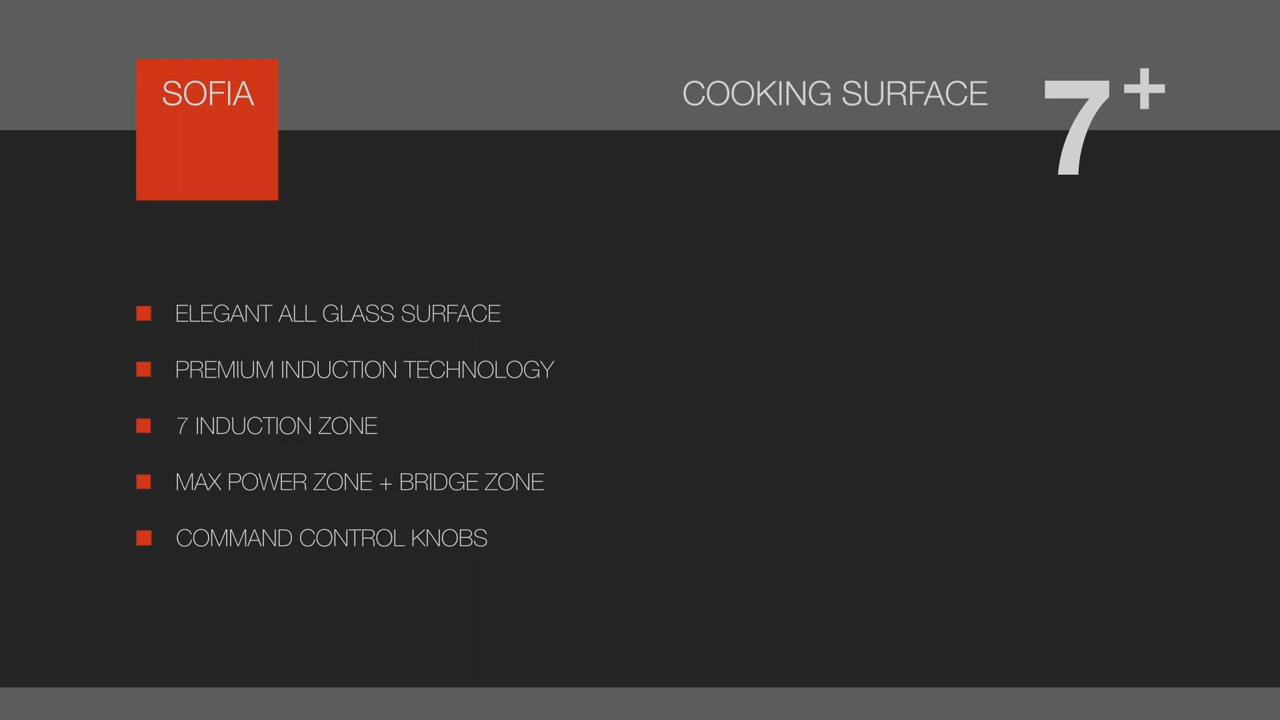 SOFIA
COOKING SURFACE 7+
ELEGANT ALL GLASS SURFACE
PREMIUM INDUCTION TECHNOLOGY
7 INDUCTION ZONE
MAX POWER ZONE + BRIDGE ZONE
COMMAND CONTROL KNOBS